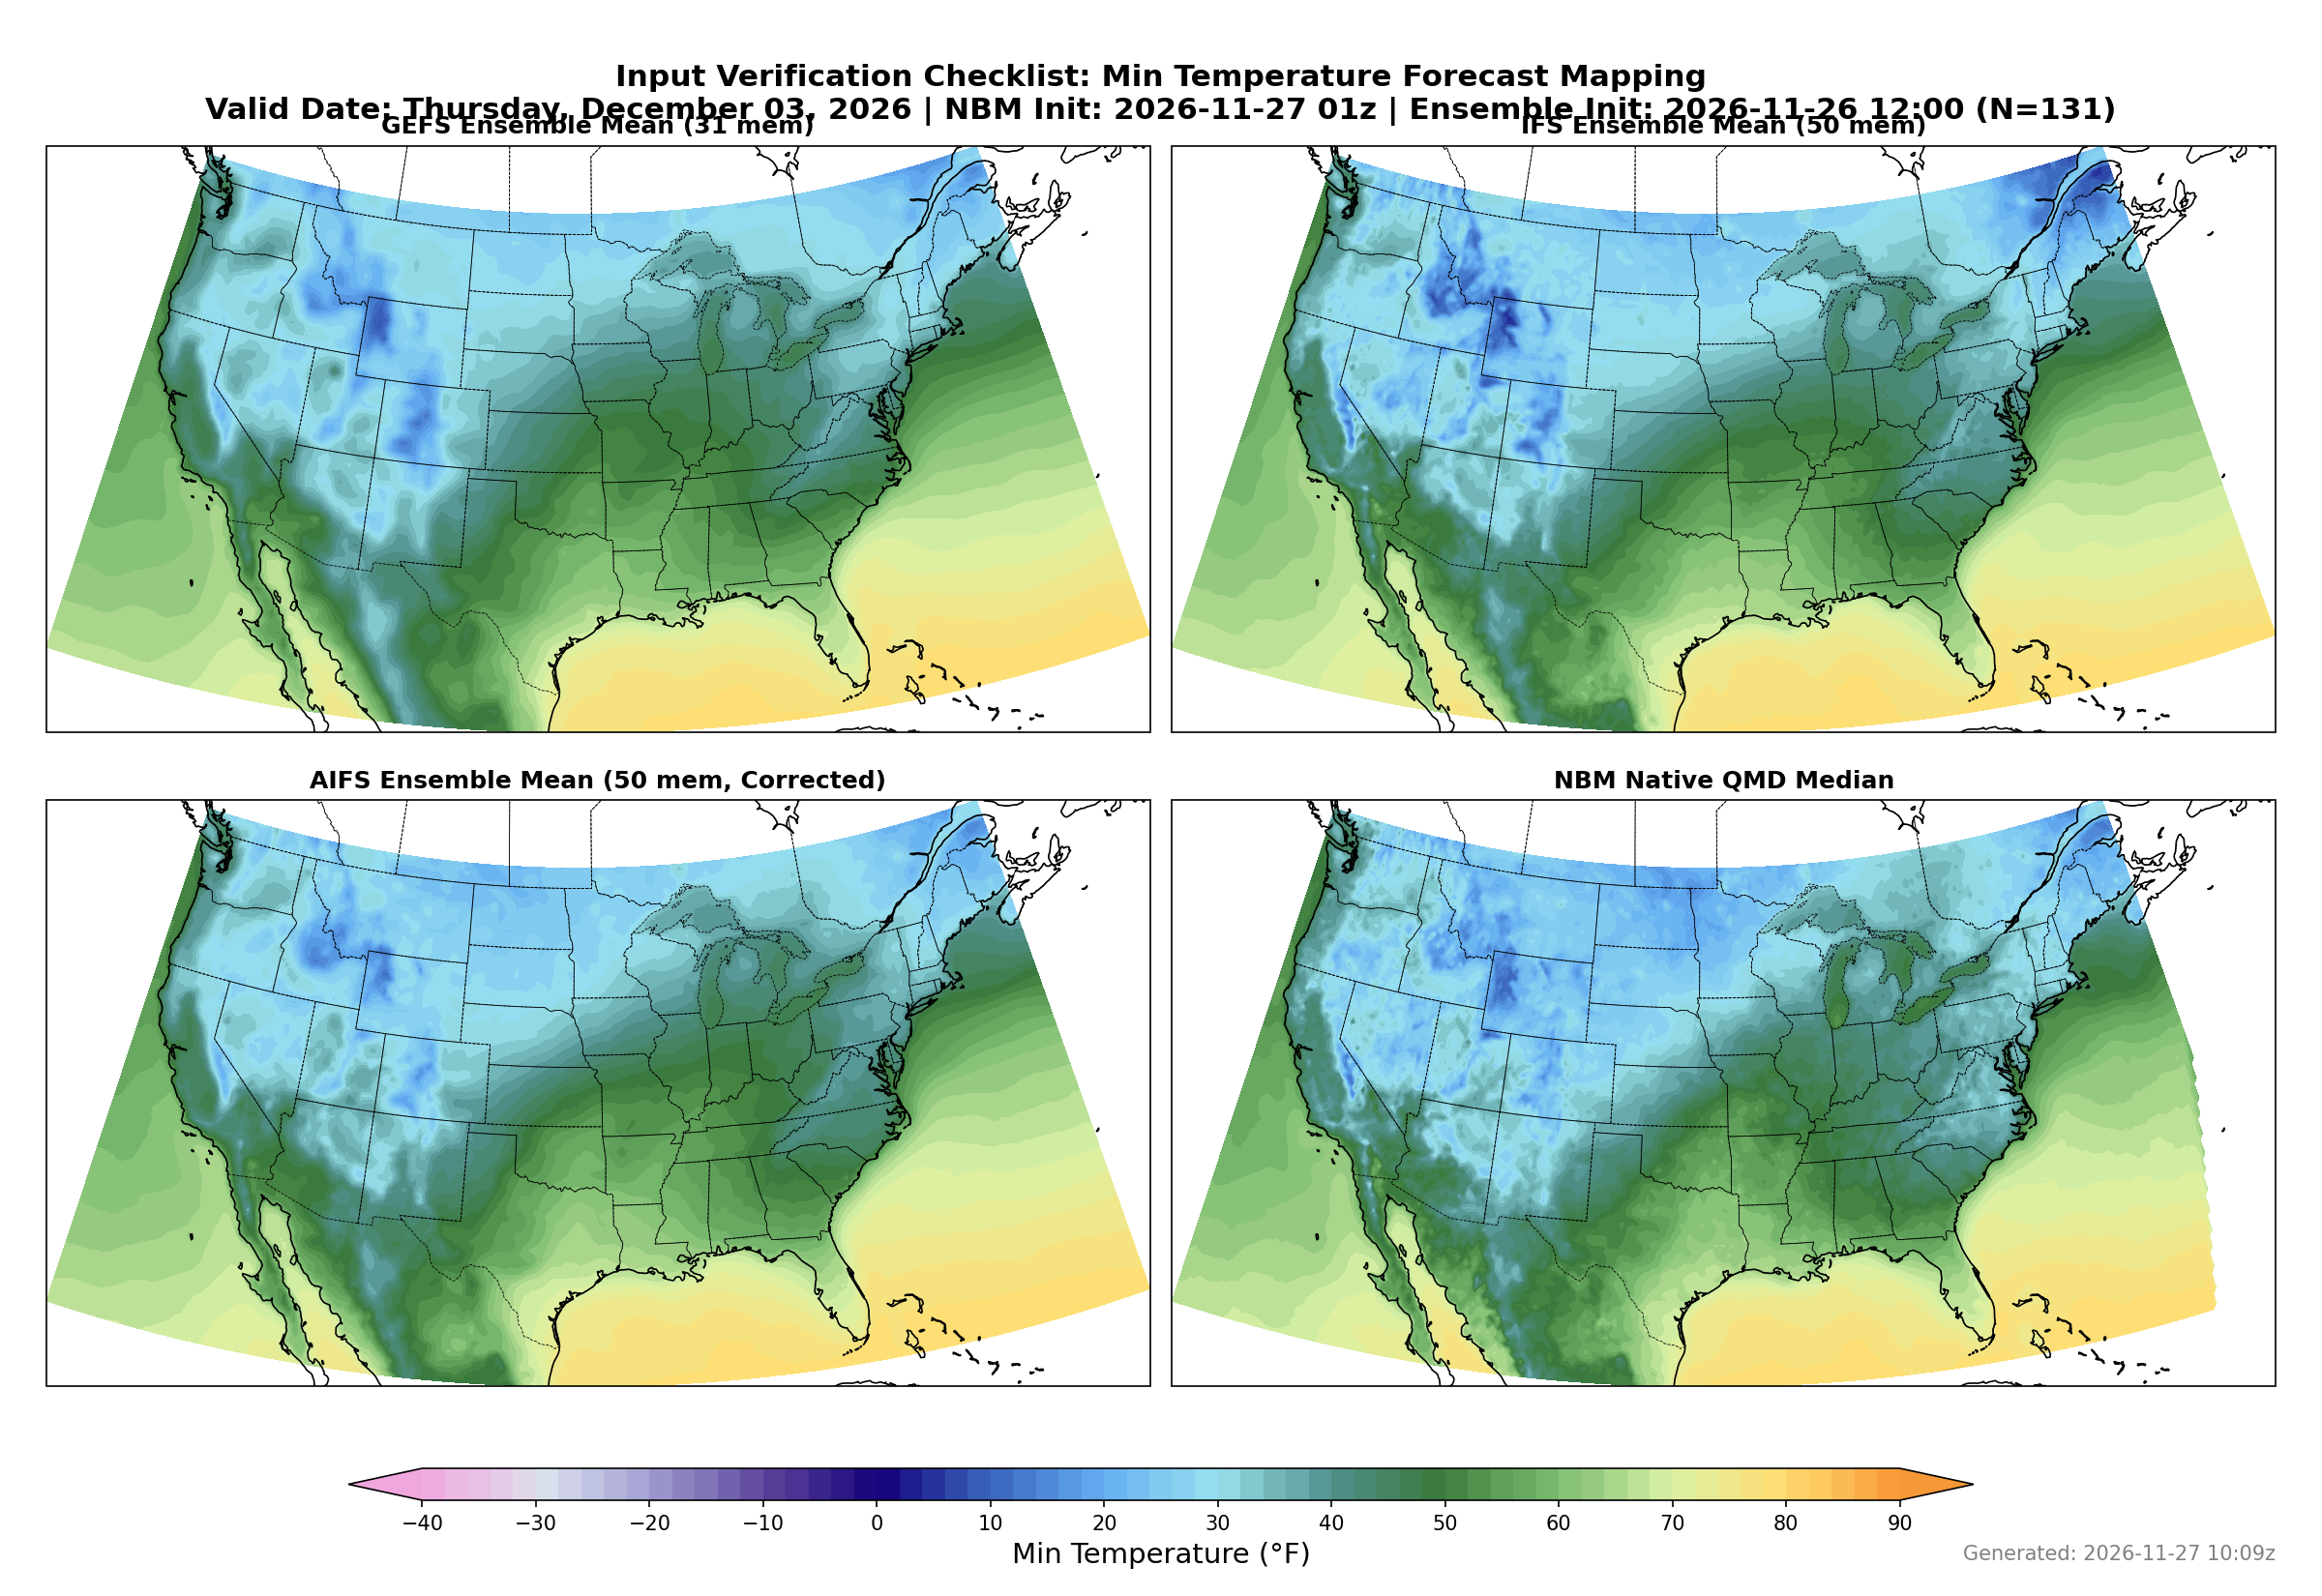 Input Verification Checklist: Min Temperature Forecast Mapping
Valid Date: Thursday, December 03, 2026 | NBM Init: 2026-11-27 01z | Ensemble Init: 2026-11-26 12:00 (N=131)
GEFS Ensemble Mean (31 mem)
IFS Ensemble Mean (50 mem)
AIFS Ensemble Mean (50 mem, Corrected)
NBM Native QMD Median
−40 −30 −20 −10 0 10 20 30 40 50 60 70 80 90
Min Temperature (°F)
Generated: 2026-11-27 10:09z